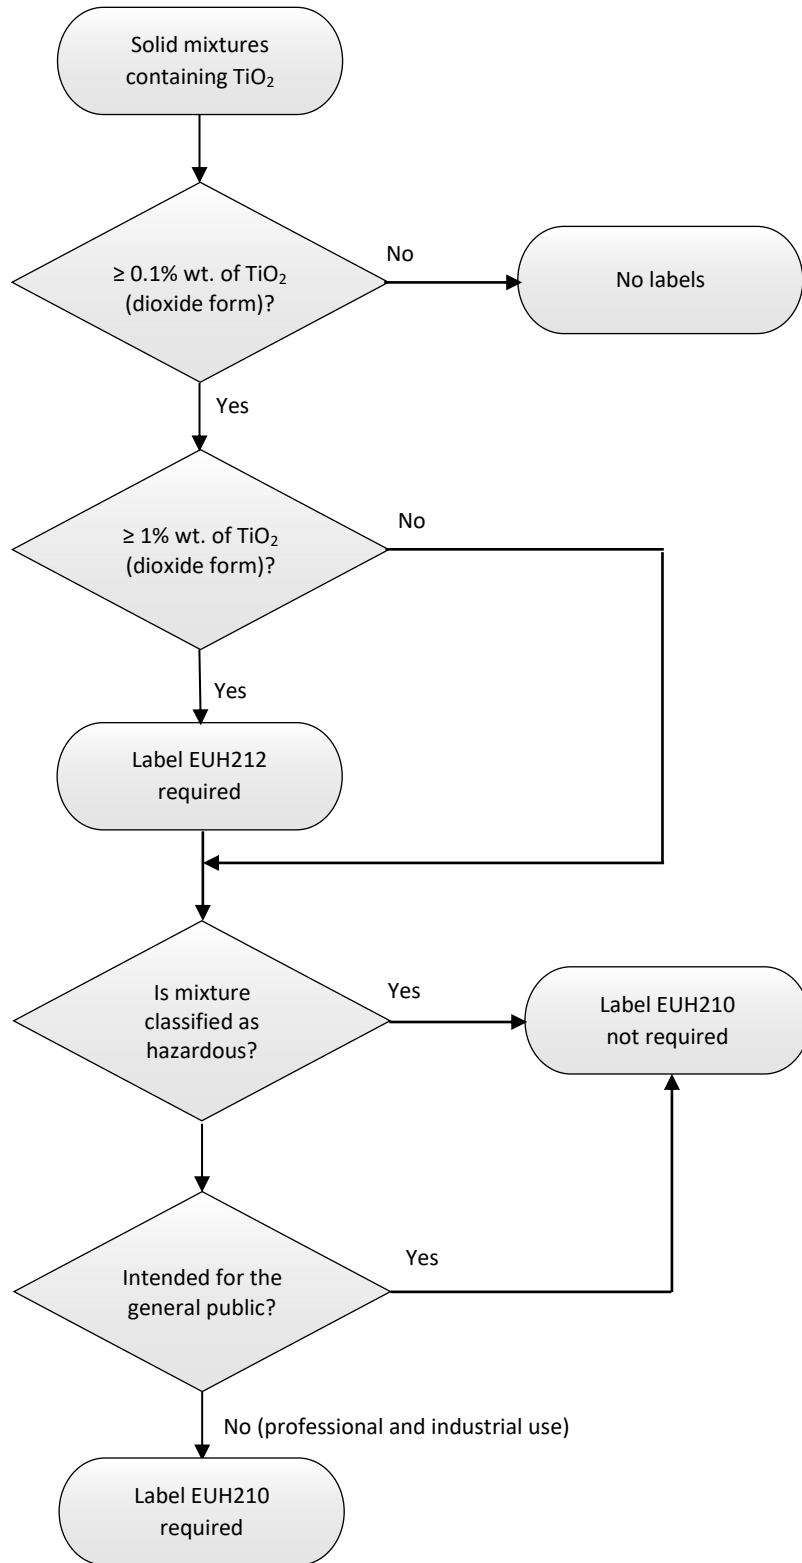 Solid mixtures
containing TiO₂
≥ 0.1% wt. of TiO₂
(dioxide form)?
No
No labels
Yes
≥ 1% wt. of TiO₂
(dioxide form)?
No
Yes
Label EUH212
required
Is mixture
classified as
hazardous?
Yes
Label EUH210
not required
Intended for the
general public?
Yes
No (professional and industrial use)
Label EUH210
required